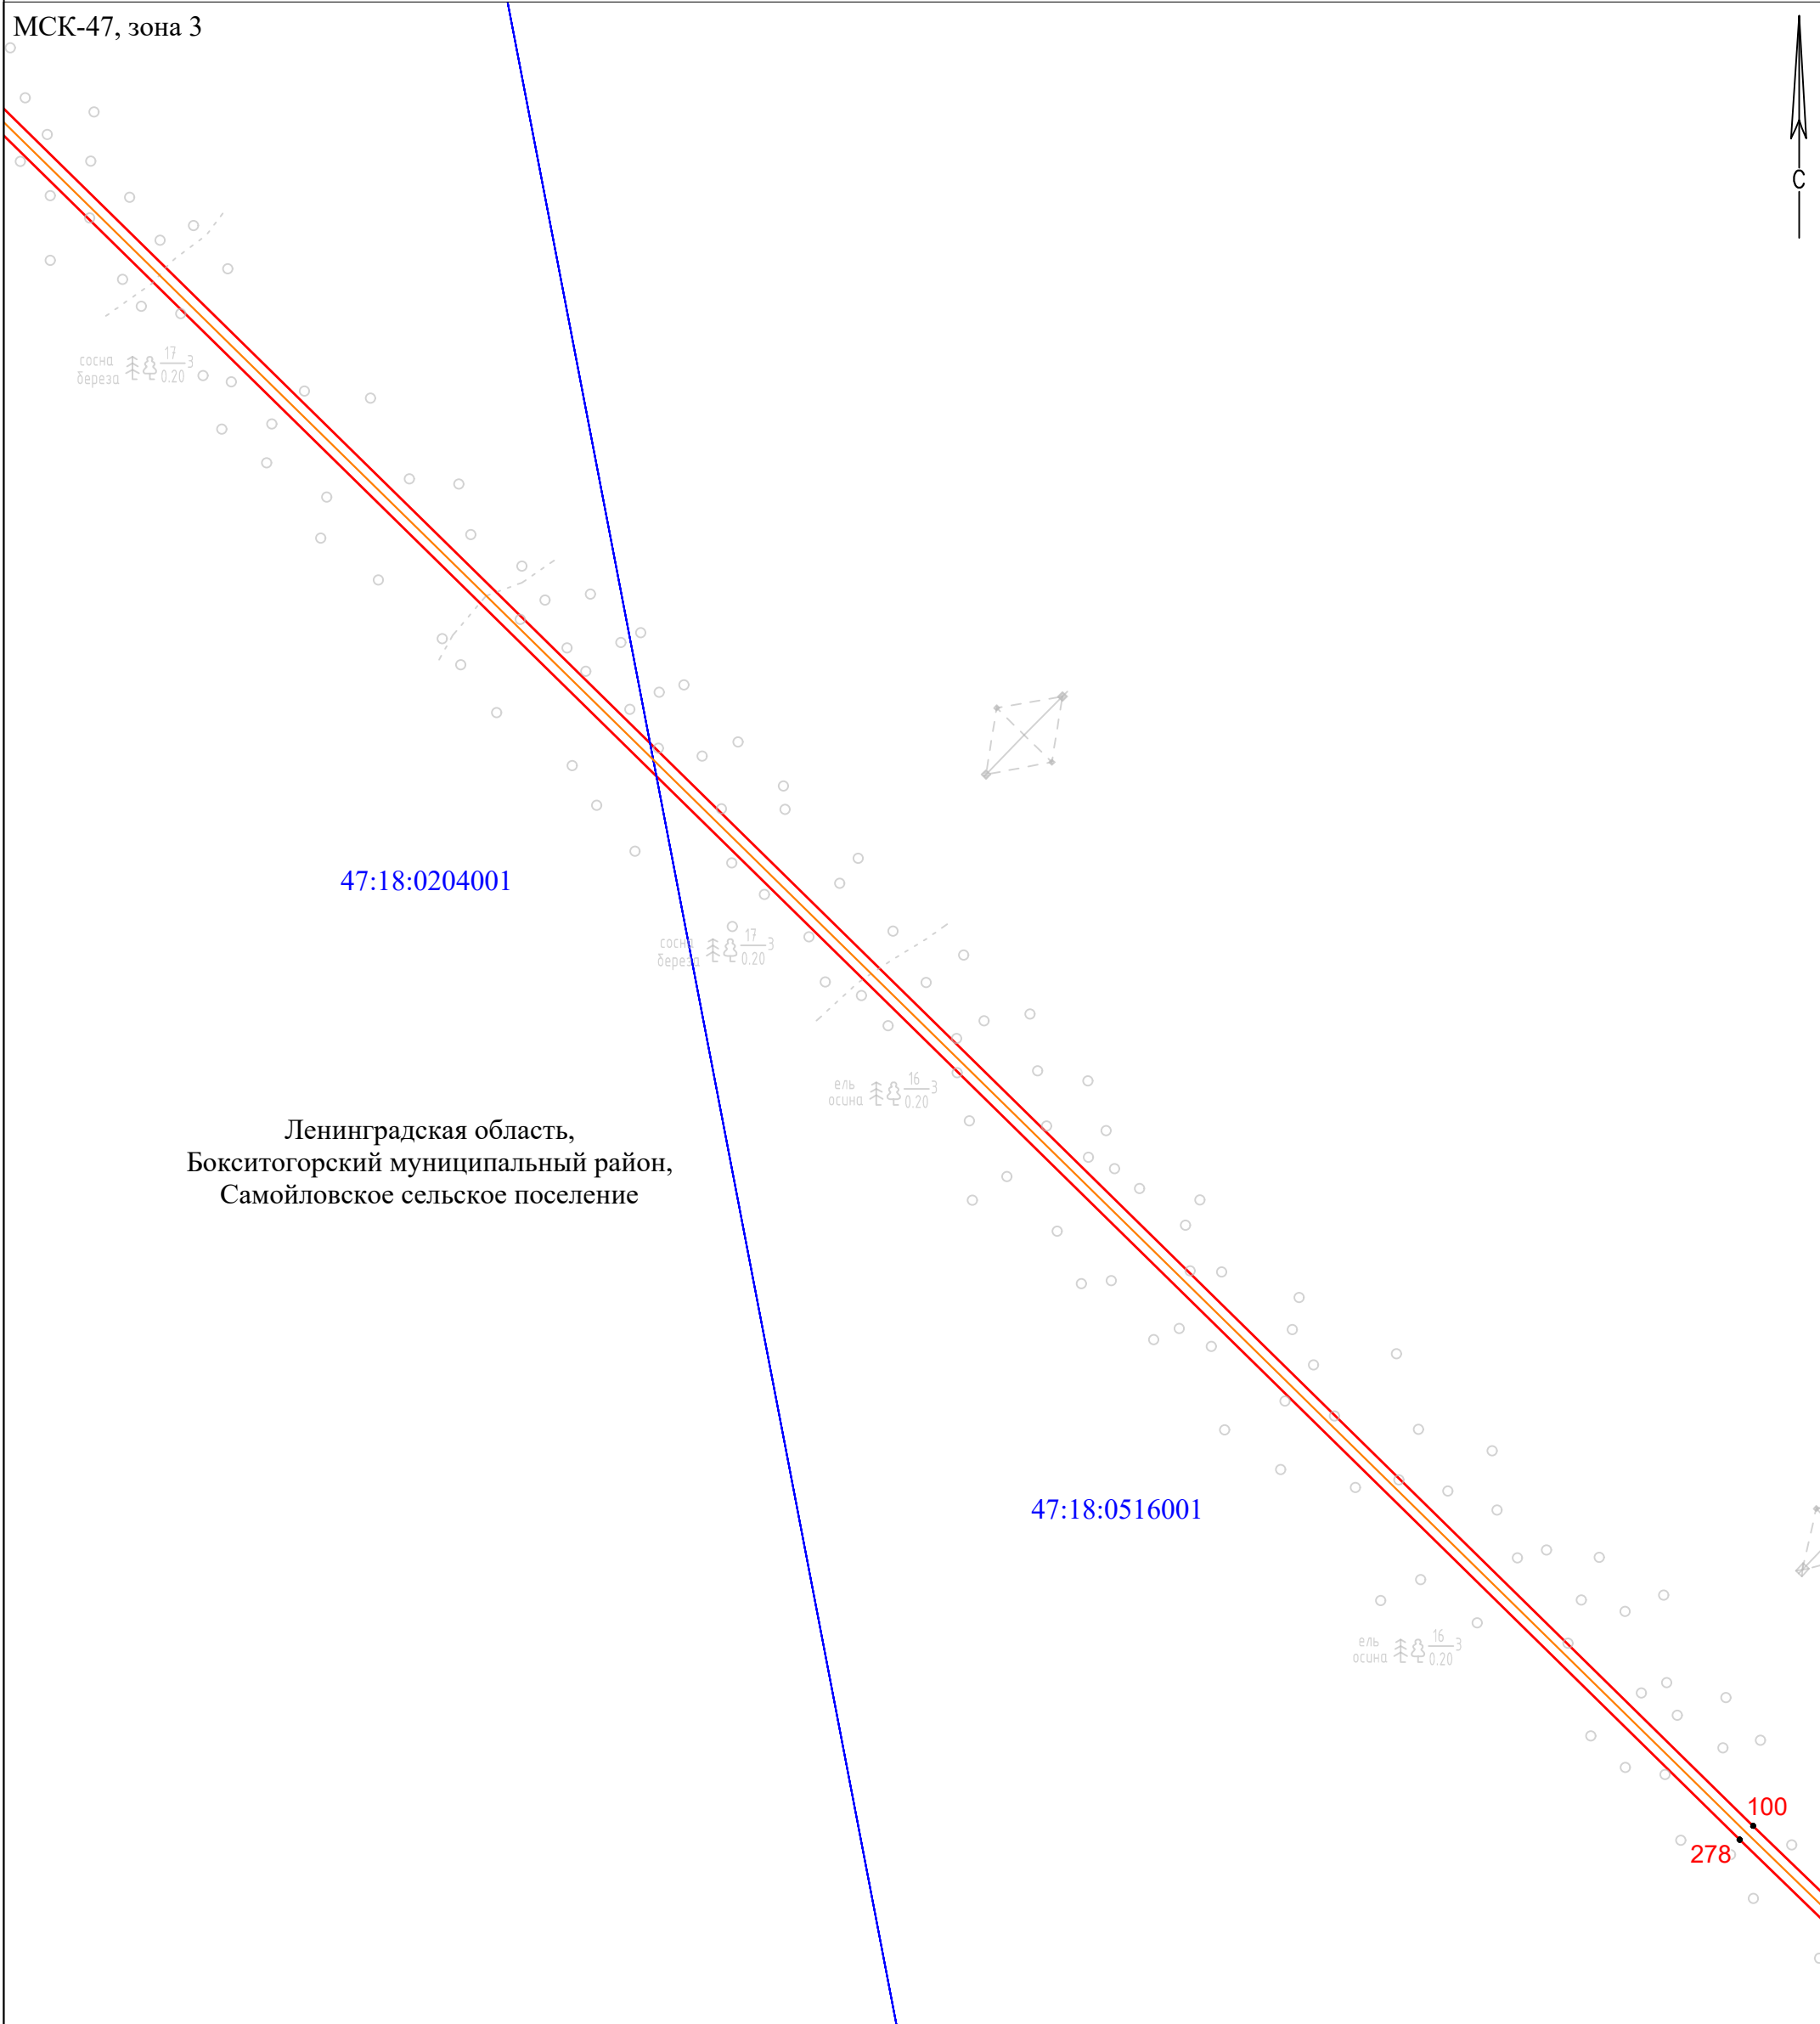 МСК-47, зона 3
С
сосна
береза
17
0.20
3
47:18:0204001
сосна
береза
17
0.20
3
ель
осина
16
0.20
3
Ленинградская область,
Бокситогорский муниципальный район,
Самойловское сельское поселение
47:18:0516001
ель
осина
16
0.20
3
100
278